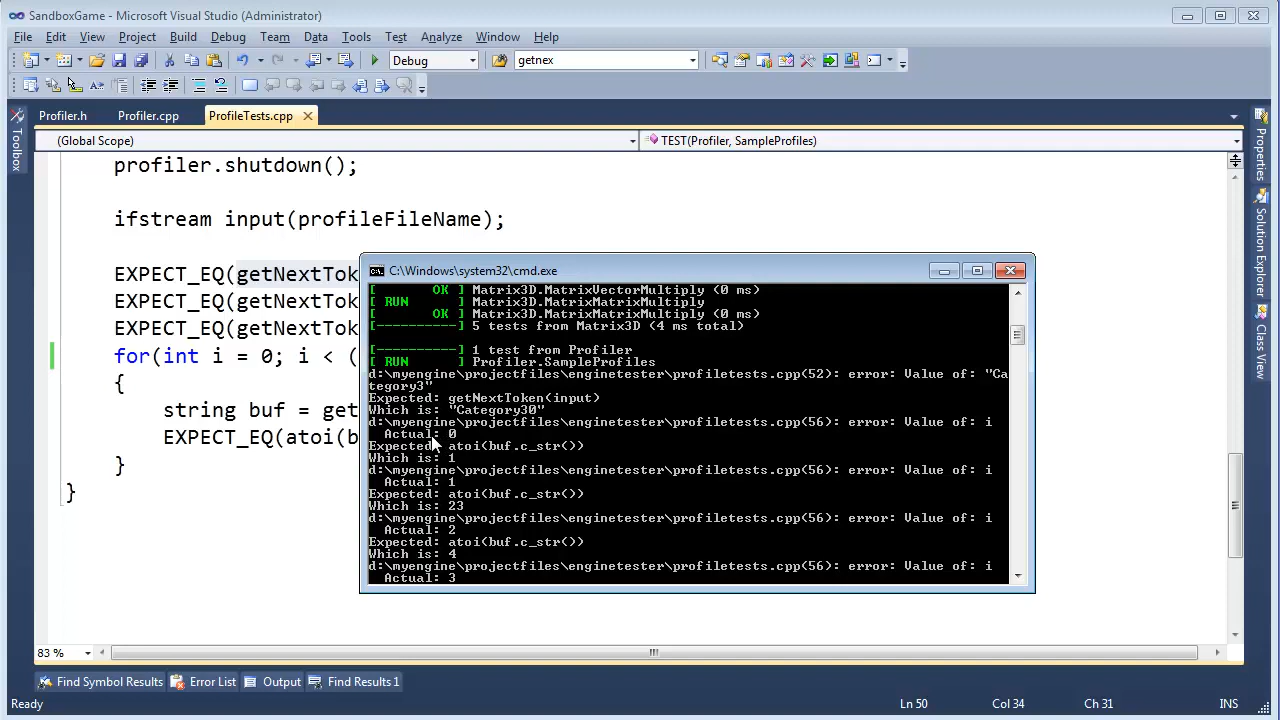 SandboxGame - Microsoft Visual Studio (Administrator)
File Edit View Project Build Debug Team Data Tools Test Analyze Window Help
Debug getnex
Profiler.h Profiler.cpp ProfileTests.cpp
(Global Scope) TEST(Profiler, SampleProfiles)
Toolbox
Properties
Solution Explorer
Class View
profiler.shutdown();
ifstream input(profileFileName);
EXPECT_EQ(getNextTok
EXPECT_EQ(getNextTok
EXPECT_EQ(getNextTok
for(int i = 0; i < (
{
string buf = get
EXPECT_EQ(atoi(b
}
}
C:\Windows\system32\cmd.exe
[ OK ] Matrix3D.MatrixVectorMultiply (0 ms)
[ RUN ] Matrix3D.MatrixMatrixMultiply
[ OK ] Matrix3D.MatrixMatrixMultiply (0 ms)
[----------] 5 tests from Matrix3D (4 ms total)
[----------] 1 test from Profiler
[ RUN ] Profiler.SampleProfiles
d:\myengine\projectfiles\enginetester\profiletests.cpp(52): error: Value of: "Ca
tegory3"
Expected: getNextToken(input)
Which is: "Category30"
d:\myengine\projectfiles\enginetester\profiletests.cpp(56): error: Value of: i
Actual: 0
Expected: atoi(buf.c_str())
Which is: 1
d:\myengine\projectfiles\enginetester\profiletests.cpp(56): error: Value of: i
Actual: 1
Expected: atoi(buf.c_str())
Which is: 23
d:\myengine\projectfiles\enginetester\profiletests.cpp(56): error: Value of: i
Actual: 2
Expected: atoi(buf.c_str())
Which is: 4
d:\myengine\projectfiles\enginetester\profiletests.cpp(56): error: Value of: i
Actual: 3
83 %
Find Symbol Results Error List Output Find Results 1
Ready Ln 50 Col 34 Ch 31 INS